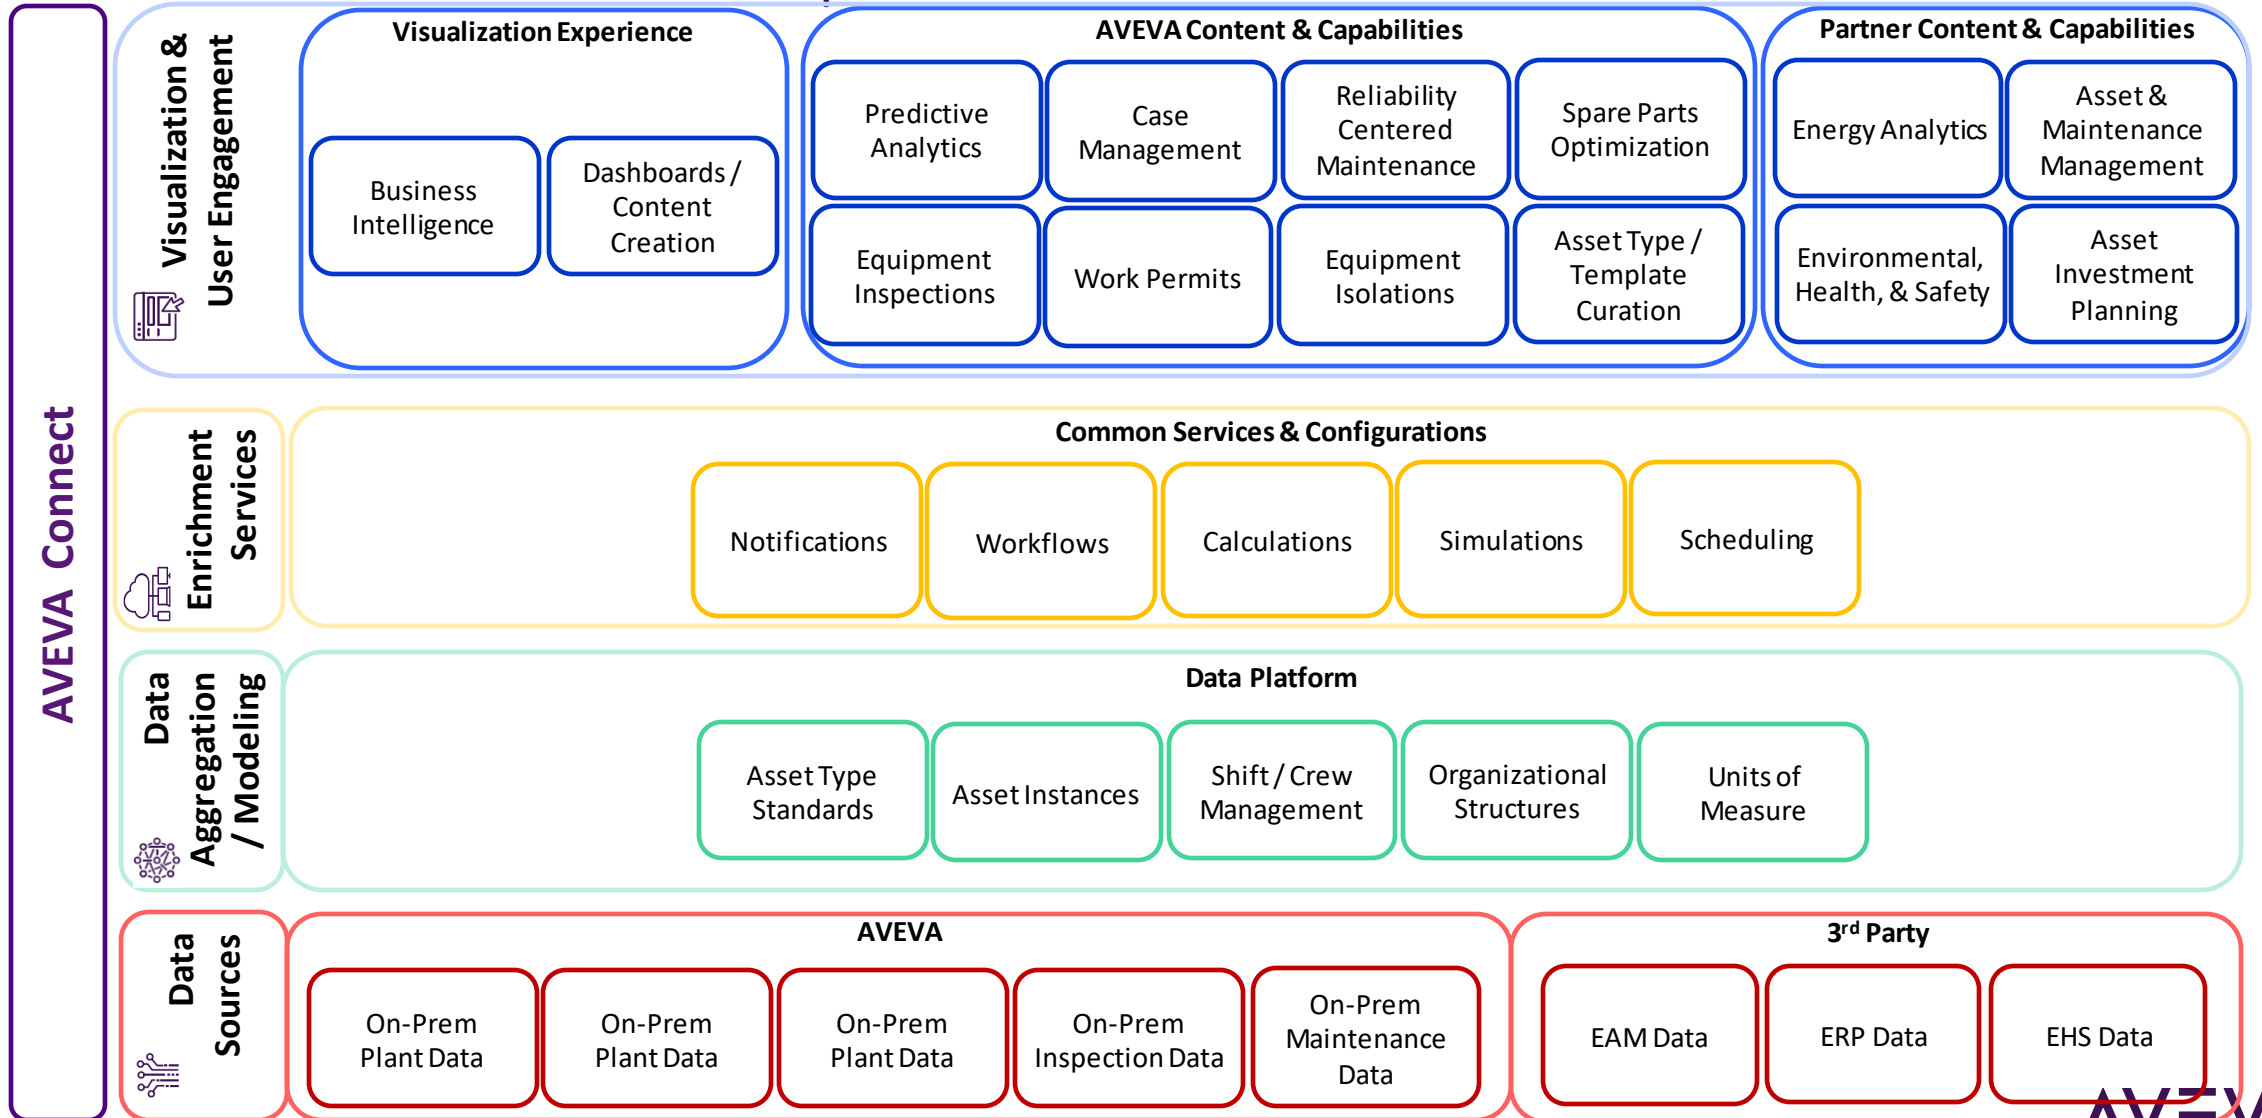 AVEVA Connect
Visualization &
User Engagement
Visualization Experience
Business
Intelligence
Dashboards /
Content
Creation
AVEVA Content & Capabilities
Predictive
Analytics
Case
Management
Reliability
Centered
Maintenance
Spare Parts
Optimization
Equipment
Inspections
Work Permits
Equipment
Isolations
Asset Type /
Template
Curation
Partner Content & Capabilities
Energy Analytics
Asset &
Maintenance
Management
Environmental,
Health, & Safety
Asset
Investment
Planning
Enrichment
Services
Common Services & Configurations
Notifications
Workflows
Calculations
Simulations
Scheduling
Data
Aggregation
/ Modeling
Data Platform
Asset Type
Standards
Asset Instances
Shift / Crew
Management
Organizational
Structures
Units of
Measure
Data
Sources
AVEVA
On-Prem
Plant Data
On-Prem
Plant Data
On-Prem
Plant Data
On-Prem
Inspection Data
On-Prem
Maintenance
Data
3rd Party
EAM Data
ERP Data
EHS Data